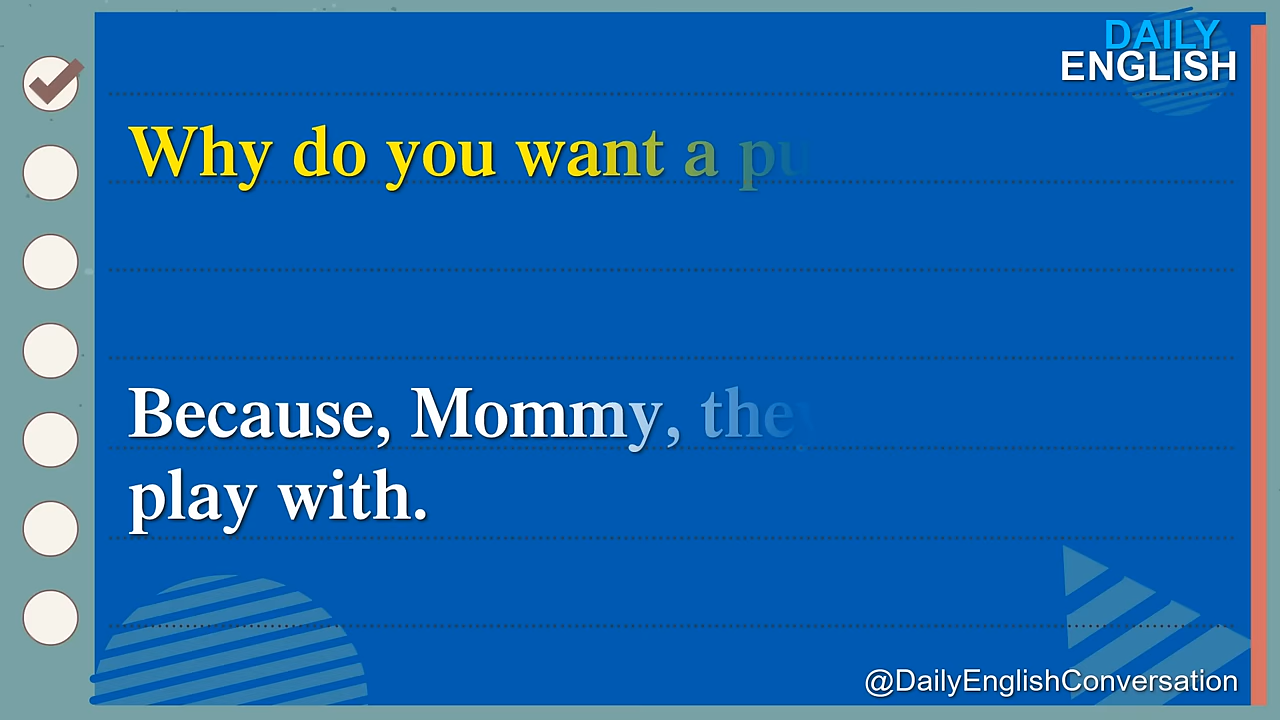 DAILY
ENGLISH
Why do you want a
Because, Mommy,
play with.
@DailyEnglishConversation